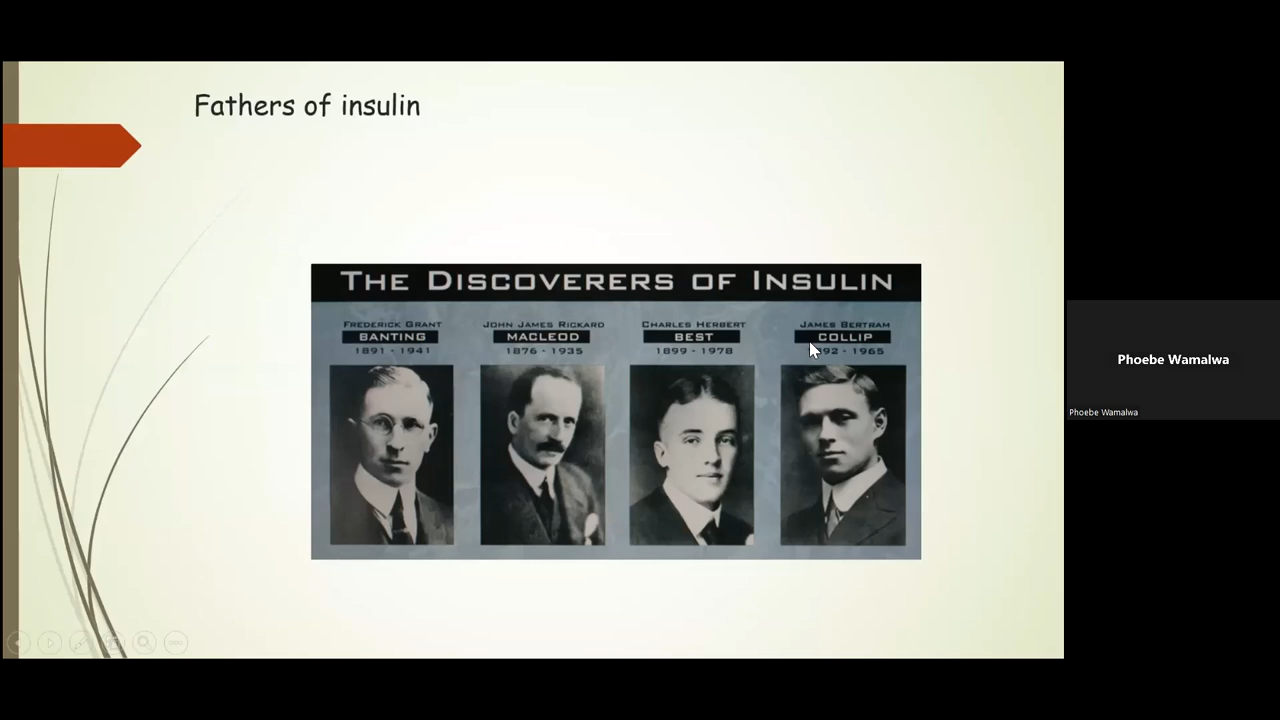 Fathers of insulin
THE DISCOVERERS OF INSULIN
FREDERICK GRANT
BANTING
1891 - 1941
JOHN JAMES RICKARD
MACLEOD
1876 - 1935
CHARLES HERBERT
BEST
1899 - 1978
JAMES BERTRAM
COLLIP
92 - 1965
Phoebe Wamalwa
Phoebe Wamalwa